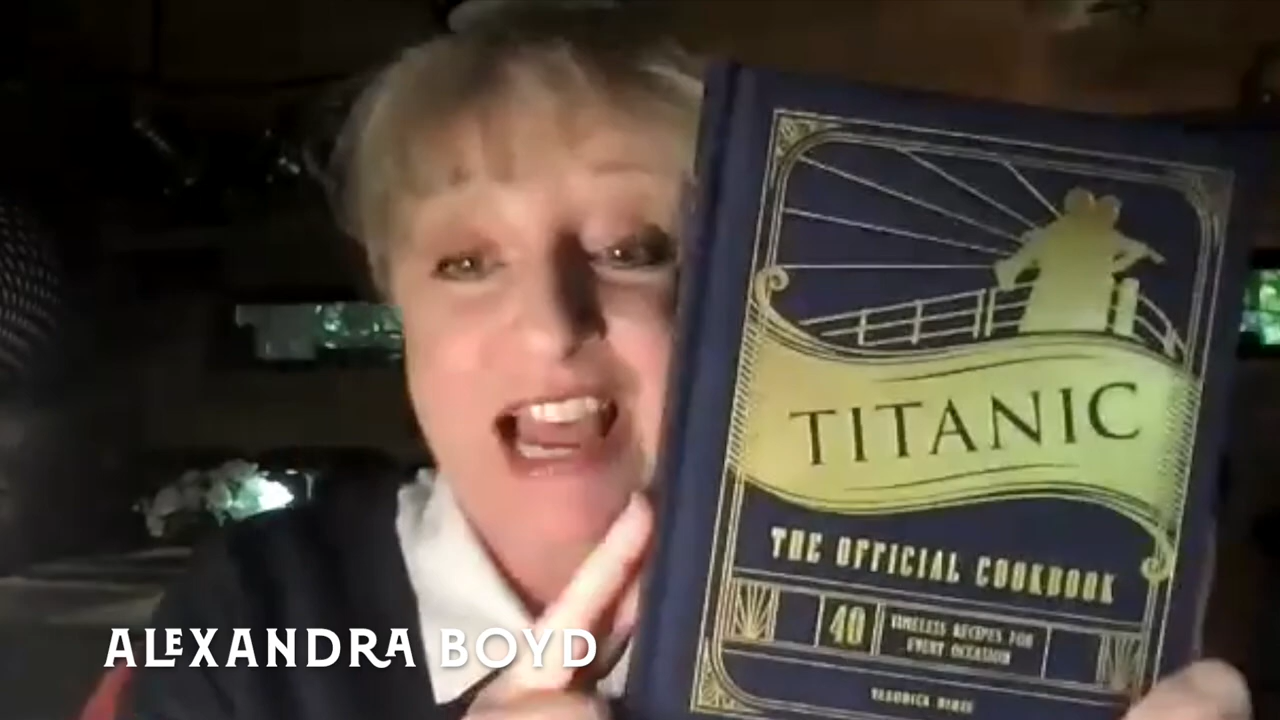 TITANIC
THE OFFICIAL COOKBOOK
40
TIMELESS RECIPES FOR
EVERY OCCASION
ALEXANDRA BOYD